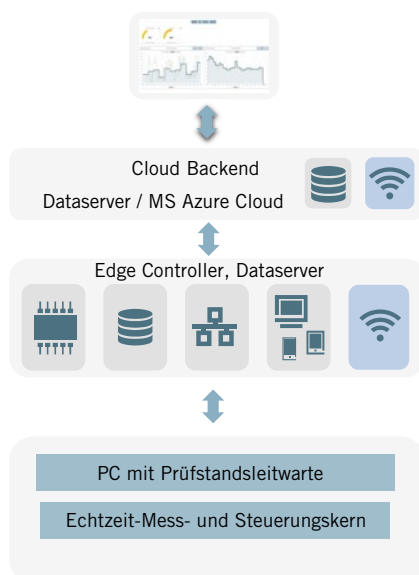 Cloud Backend
Dataserver / MS Azure Cloud
Edge Controller, Dataserver
PC mit Prüfstandsleitwarte
Echtzeit-Mess- und Steuerungskern